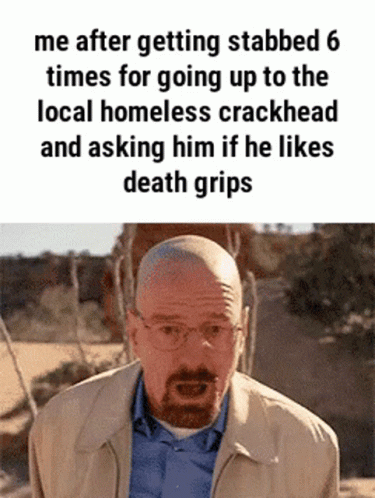 me after getting stabbed 6
times for going up to the
local homeless crackhead
and asking him if he likes
death grips